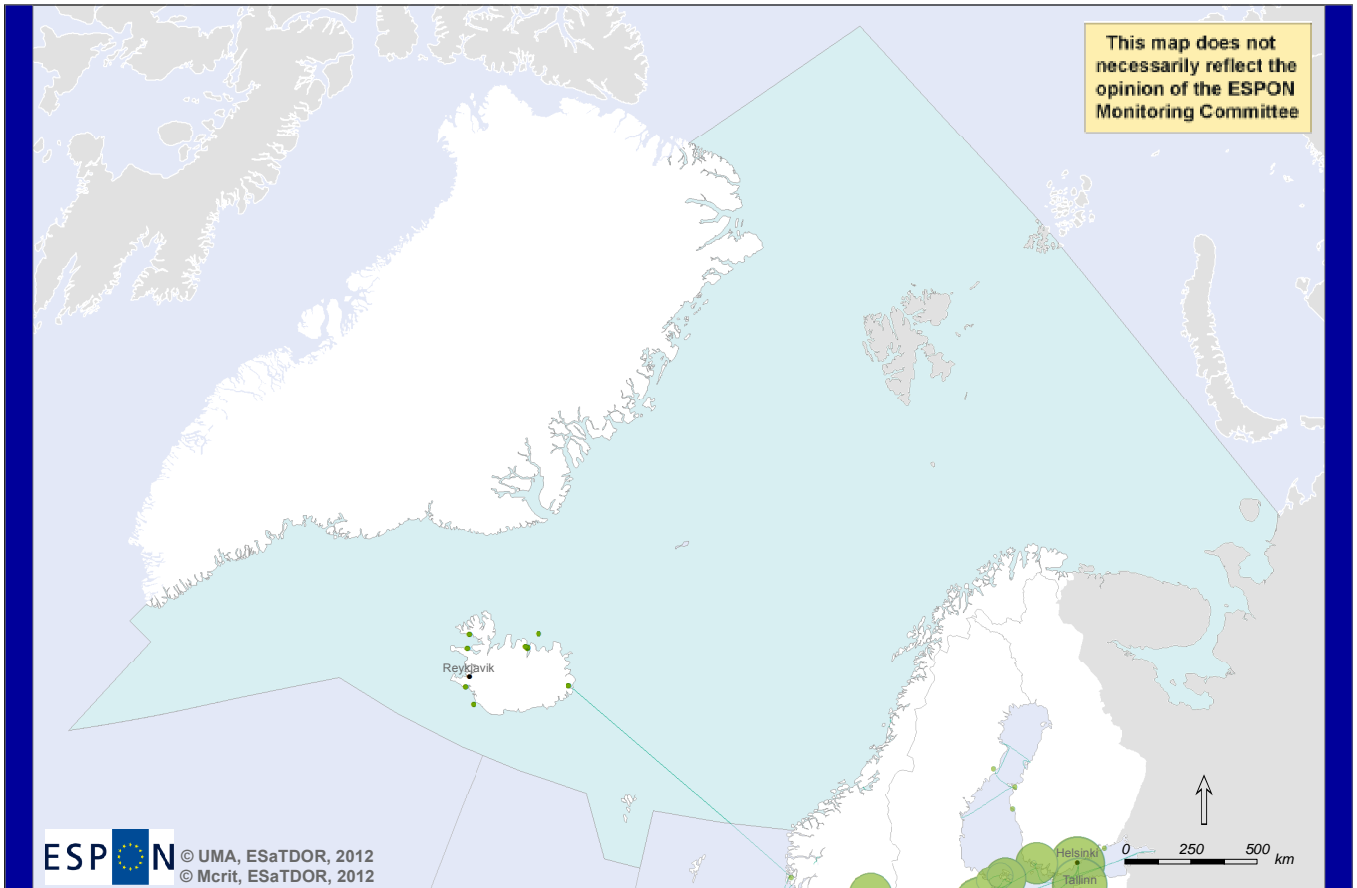 This map does not
necessarily reflect the
opinion of the ESPON
Monitoring Committee
Reykjavik
Helsinki
Tallinn
0 250 500 km
ESPON
© UMA, ESaTDOR, 2012
© Mcrit, ESaTDOR, 2012